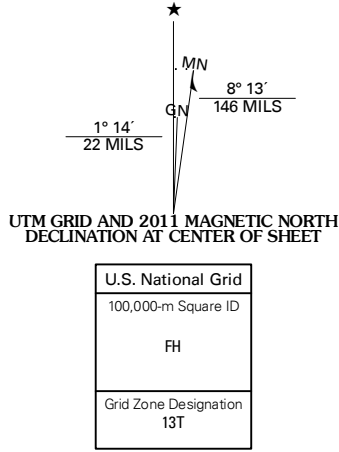 ★
MN
GN
8° 13´
146 MILS
1° 14´
22 MILS
UTM GRID AND 2011 MAGNETIC NORTH
DECLINATION AT CENTER OF SHEET
U.S. National Grid
100,000-m Square ID
FH
Grid Zone Designation
13T